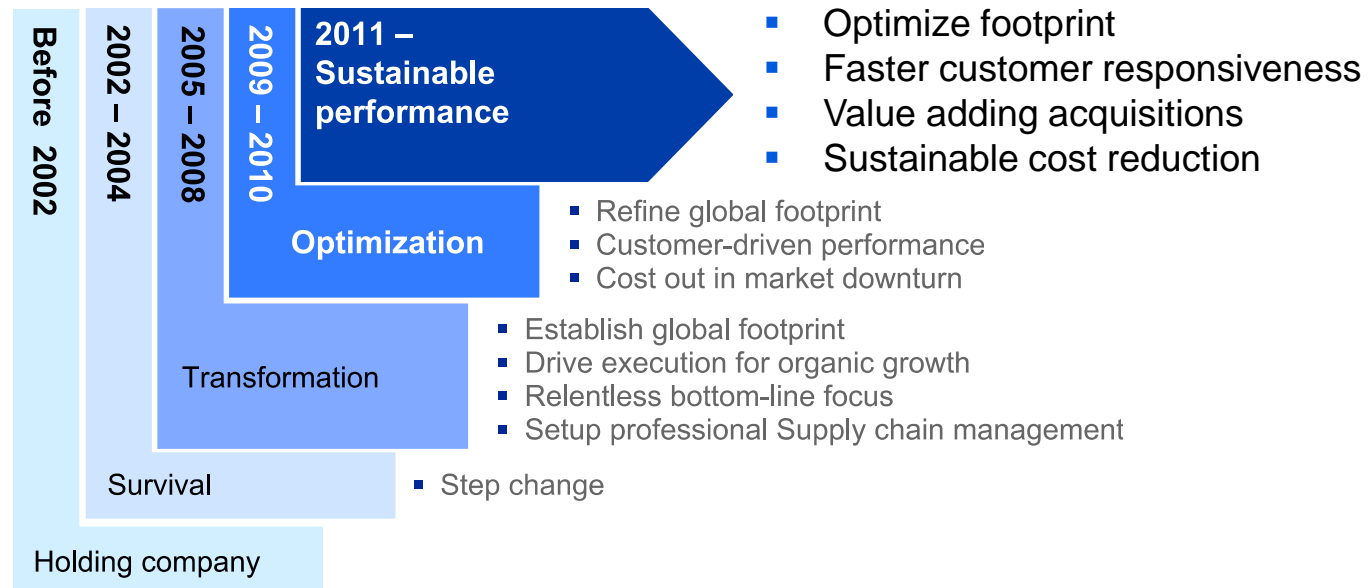 Before 2002
2002 – 2004
2005 – 2008
2009 – 2010
2011 –
Sustainable
performance
▪ Optimize footprint
▪ Faster customer responsiveness
▪ Value adding acquisitions
▪ Sustainable cost reduction
Optimization
▪ Refine global footprint
▪ Customer-driven performance
▪ Cost out in market downturn
Transformation
▪ Establish global footprint
▪ Drive execution for organic growth
▪ Relentless bottom-line focus
▪ Setup professional Supply chain management
Survival
▪ Step change
Holding company